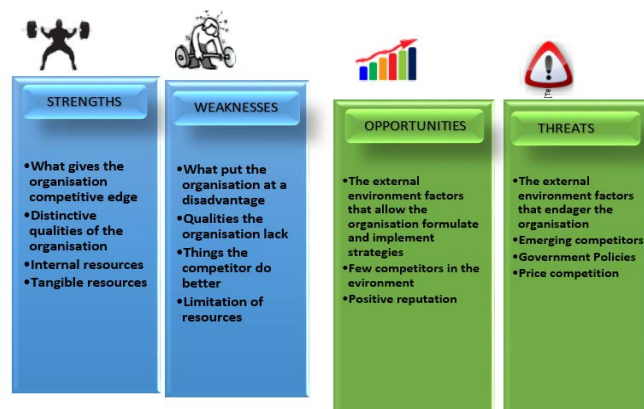 STRENGTHS
•What gives the
organisation
competitive edge
•Distinctive
qualities of the
organisation
•Internal resources
•Tangible resources
WEAKNESSES
•What put the
organisation at a
disadvantage
•Qualities the
organisation lack
•Things the
competitor do
better
•Limitation of
resources
OPPORTUNITIES
•The external
environment factors
that allow the
organisation formulate
and implement
strategies
•Few competitors in the
evironment
•Positive reputation
THREATS
•The external
environment factors
that endager the
organisation
•Emerging competitors
•Government Policies
•Price competition